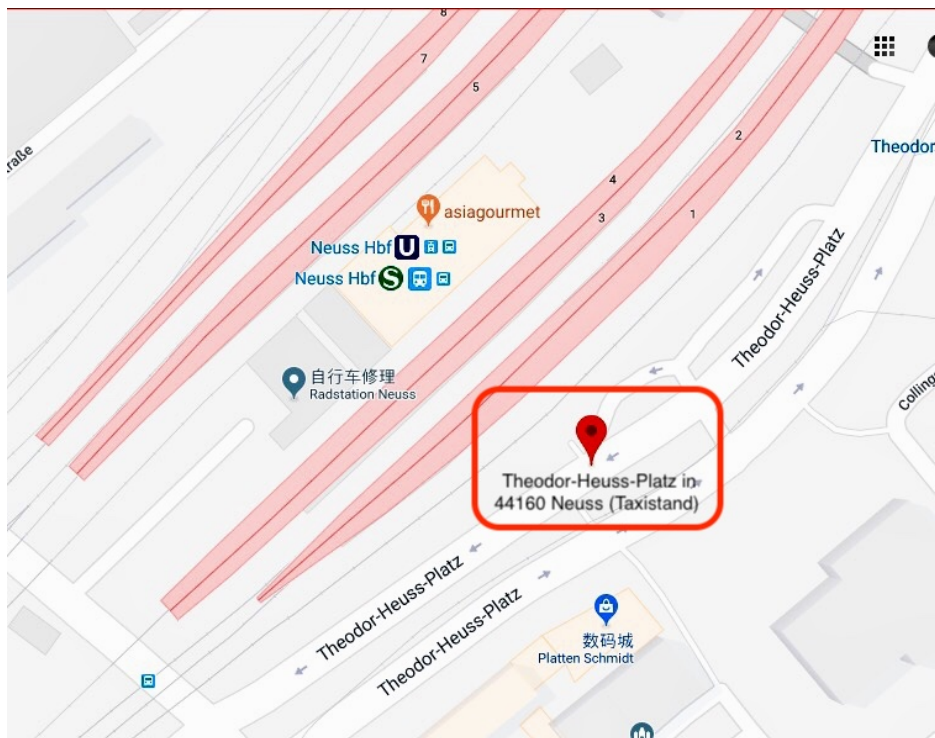 8
7
5
traße
Theodor
2
4
3
1
asiagourmet
Neuss Hbf U
Neuss Hbf S
Theodor-Heuss-Platz
自行车修理
Radstation Neuss
Collings
Theodor-Heuss-Platz in
44160 Neuss (Taxistand)
Theodor-Heuss-Platz
Theodor-Heuss-Platz
数码城
Platten Schmidt